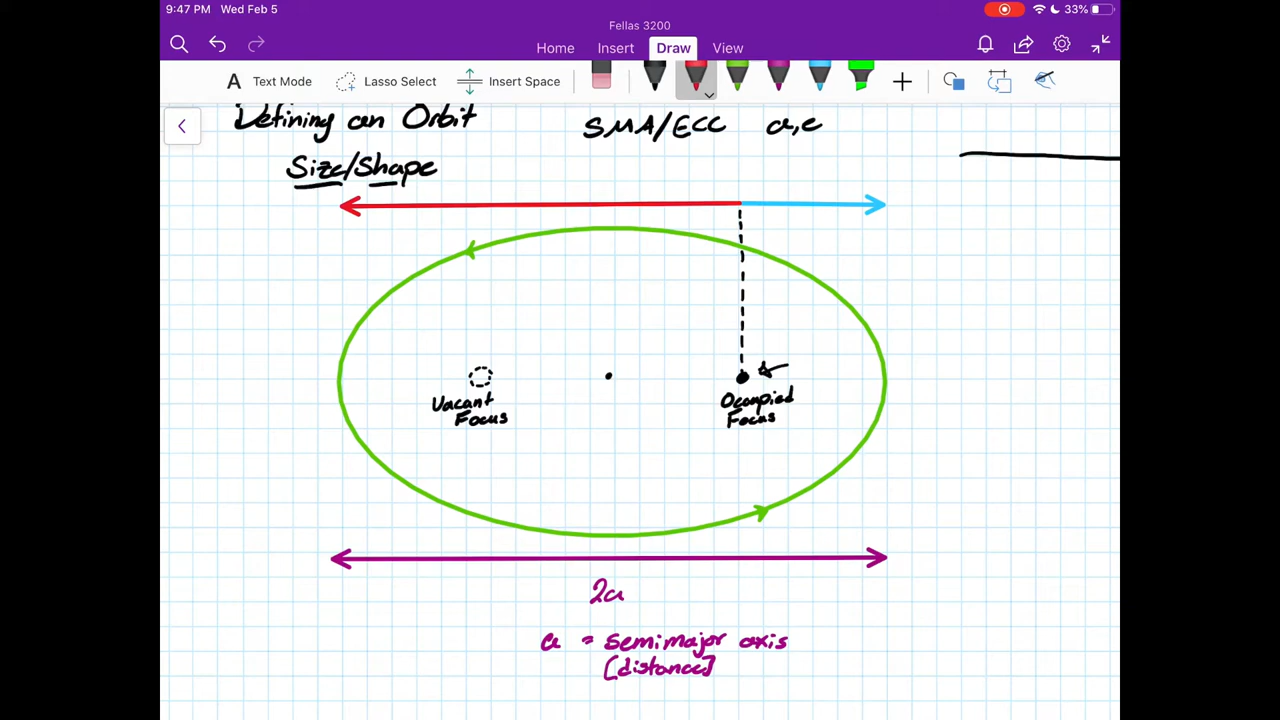 9:47 PM Wed Feb 5
33%
Fellas 3200
Home Insert Draw View
Text Mode Lasso Select Insert Space
Defining an Orbit
SMA/ECC a,e
Size/Shape
Vacant
Focus
Occupied
Focus
2a
a = semimajor axis
[distance]